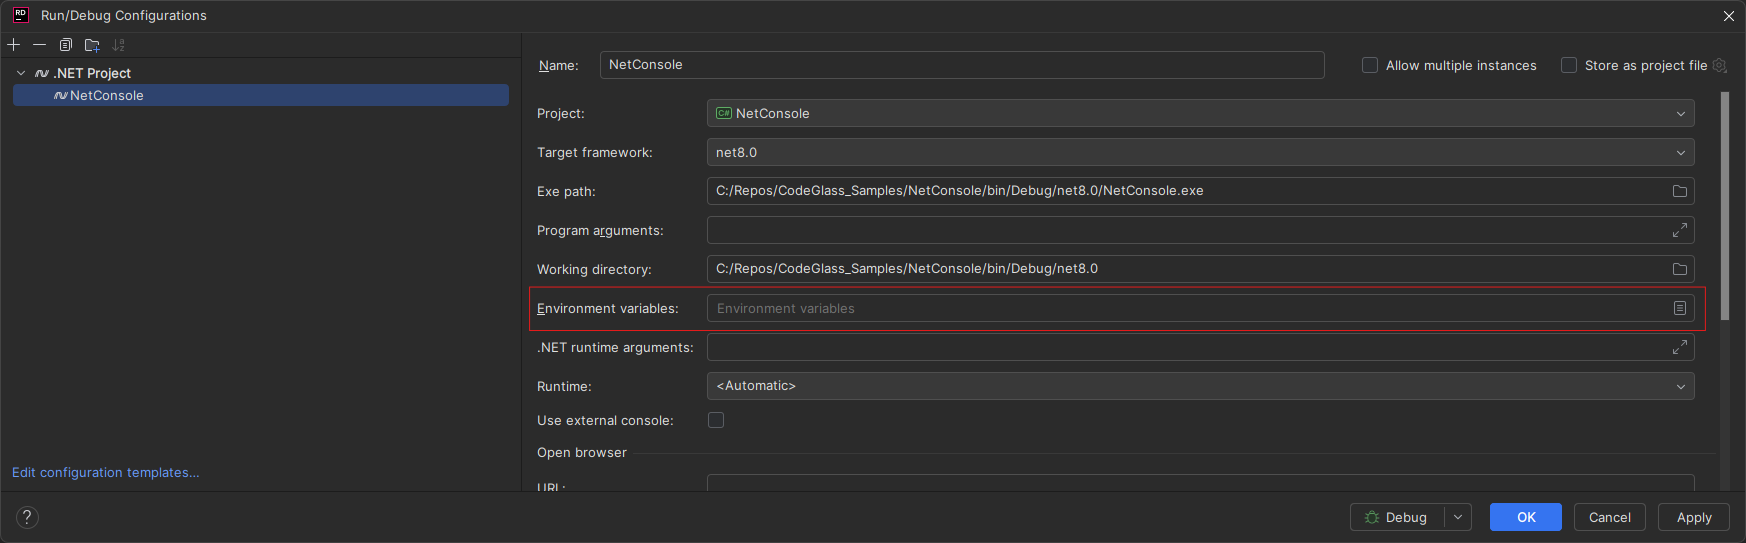 RD Run/Debug Configurations
.NET Project
NetConsole
Edit configuration templates...
Name: NetConsole
Allow multiple instances
Store as project file
Project: C# NetConsole
Target framework: net8.0
Exe path: C:/Repos/CodeGlass_Samples/NetConsole/bin/Debug/net8.0/NetConsole.exe
Program arguments:
Working directory: C:/Repos/CodeGlass_Samples/NetConsole/bin/Debug/net8.0
Environment variables: Environment variables
.NET runtime arguments:
Runtime: <Automatic>
Use external console:
Open browser
URL:
?
Debug
OK
Cancel
Apply